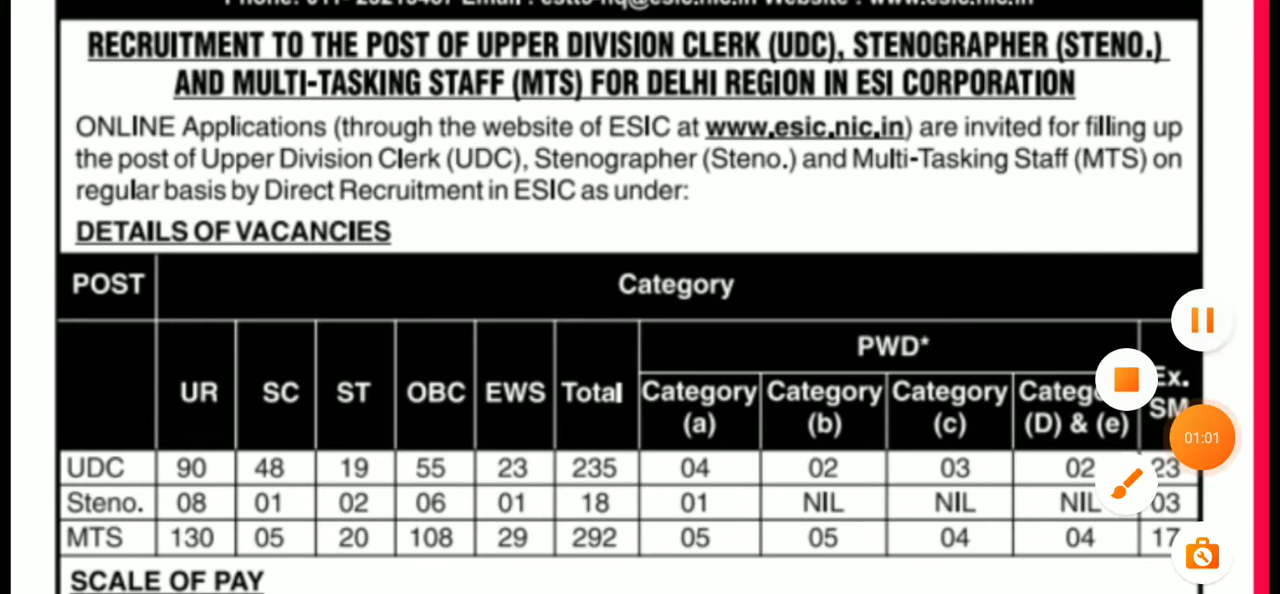 RECRUITMENT TO THE POST OF UPPER DIVISION CLERK (UDC), STENOGRAPHER (STENO.)
AND MULTI-TASKING STAFF (MTS) FOR DELHI REGION IN ESI CORPORATION
ONLINE Applications (through the website of ESIC at www.esic.nic.in) are invited for filling up
the post of Upper Division Clerk (UDC), Stenographer (Steno.) and Multi-Tasking Staff (MTS) on
regular basis by Direct Recruitment in ESIC as under:
DETAILS OF VACANCIES
POST Category
PWD*
UR SC ST OBC EWS Total Category (a) Category (b) Category (c) (D) & (e) Ex. SM
UDC 90 48 19 55 23 235 04 02 03 02 23
Steno. 08 01 02 06 01 18 01 NIL NIL NIL 03
MTS 130 05 20 108 29 292 05 05 04 04 17
SCALE OF PAY
01:01